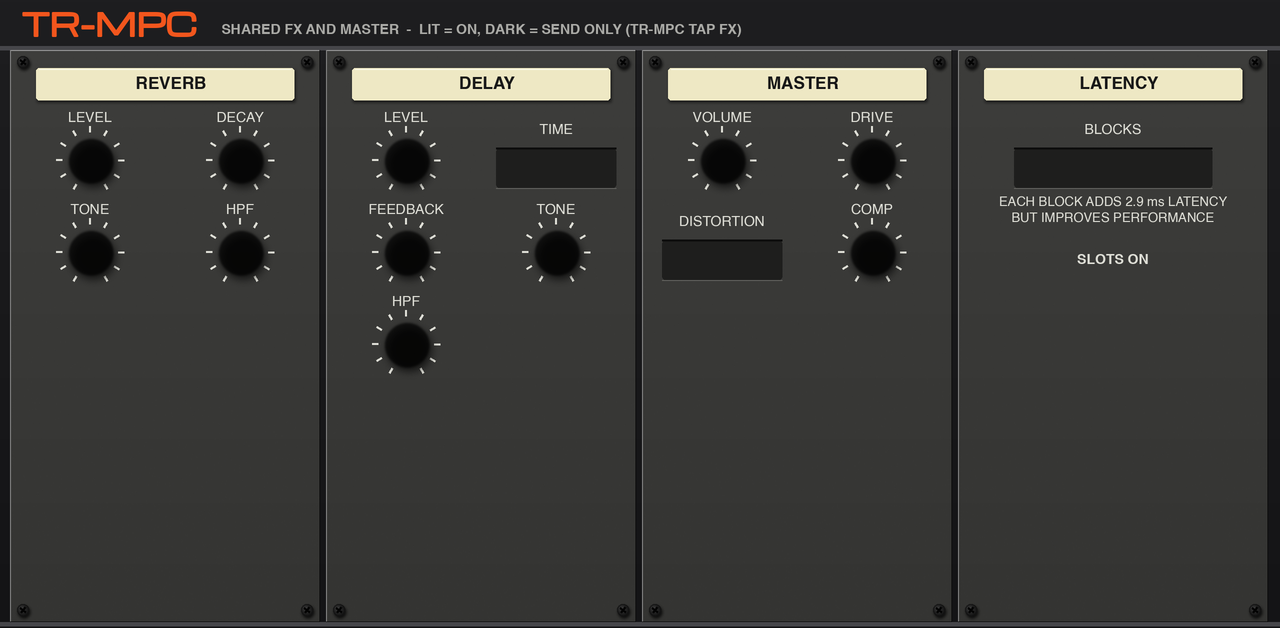 TR-MPC
SHARED FX AND MASTER - LIT = ON, DARK = SEND ONLY (TR-MPC TAP FX)
REVERB
LEVEL
DECAY
TONE
HPF
DELAY
LEVEL
TIME
FEEDBACK
TONE
HPF
MASTER
VOLUME
DRIVE
DISTORTION
COMP
LATENCY
BLOCKS
EACH BLOCK ADDS 2.9 ms LATENCY
BUT IMPROVES PERFORMANCE
SLOTS ON